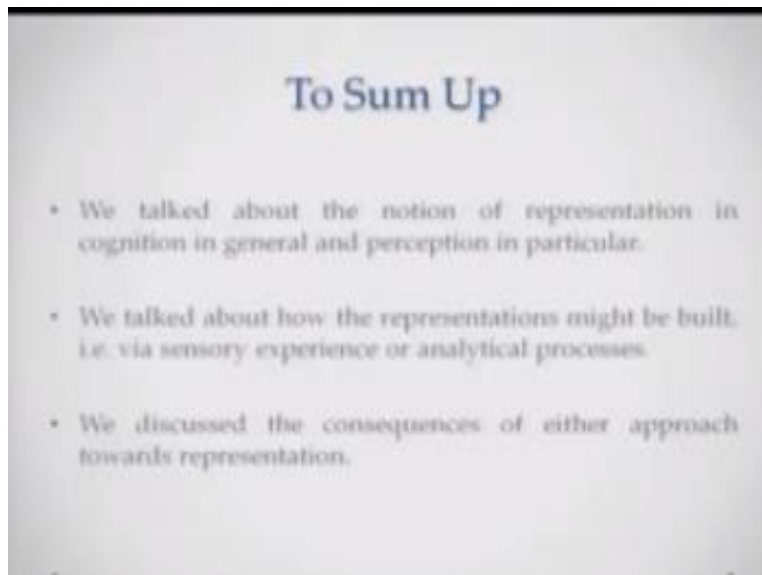 To Sum Up
• We talked about the notion of representation in
cognition in general and perception in particular.
• We talked about how the representations might be built,
i.e. via sensory experience or analytical processes.
• We discussed the consequences of either approach
towards representation.